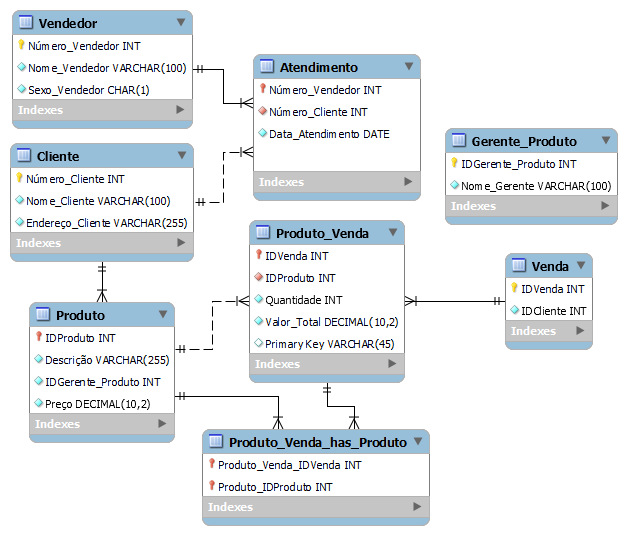 Vendedor
Número_Vendedor INT
Nome_Vendedor VARCHAR(100)
Sexo_Vendedor CHAR(1)
Indexes
Atendimento
Número_Vendedor INT
Número_Cliente INT
Data_Atendimento DATE
Indexes
Gerente_Produto
IDGerente_Produto INT
Nome_Gerente VARCHAR(100)
Indexes
Cliente
Número_Cliente INT
Nome_Cliente VARCHAR(100)
Endereço_Cliente VARCHAR(255)
Indexes
Produto_Venda
IDVenda INT
IDProduto INT
Quantidade INT
Valor_Total DECIMAL(10,2)
Primary Key VARCHAR(45)
Indexes
Venda
IDVenda INT
IDCliente INT
Indexes
Produto
IDProduto INT
Descrição VARCHAR(255)
IDGerente_Produto INT
Preço DECIMAL(10,2)
Indexes
Produto_Venda_has_Produto
Produto_Venda_IDVenda INT
Produto_IDProduto INT
Indexes